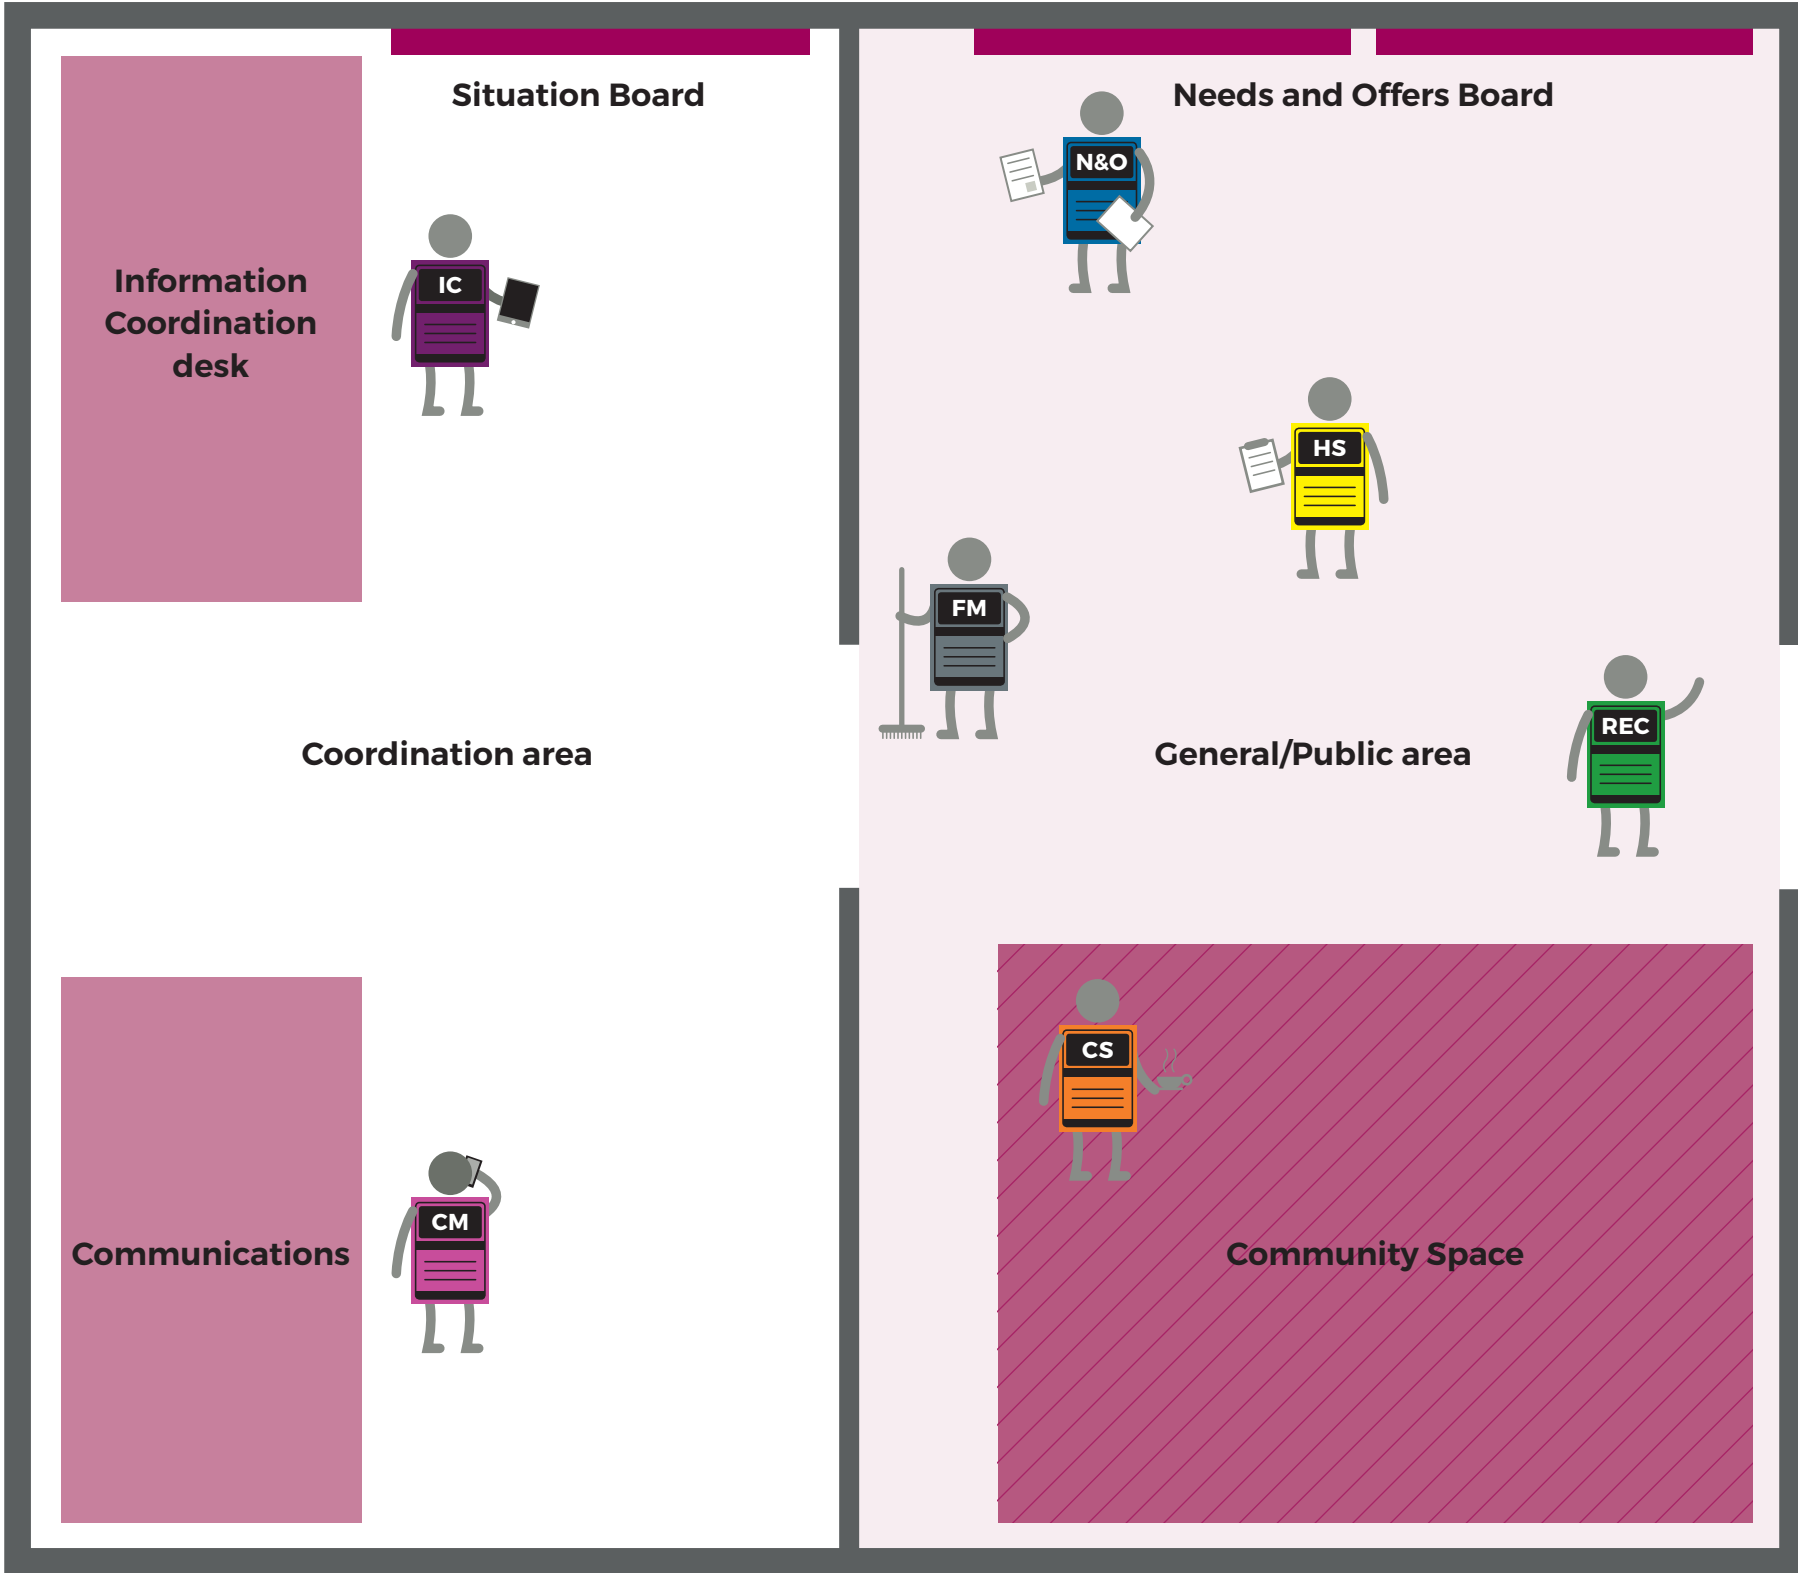 Situation Board
Needs and Offers Board
N&O
Information
Coordination
desk
IC
HS
FM
REC
Coordination area
General/Public area
CS
CM
Communications
Community Space